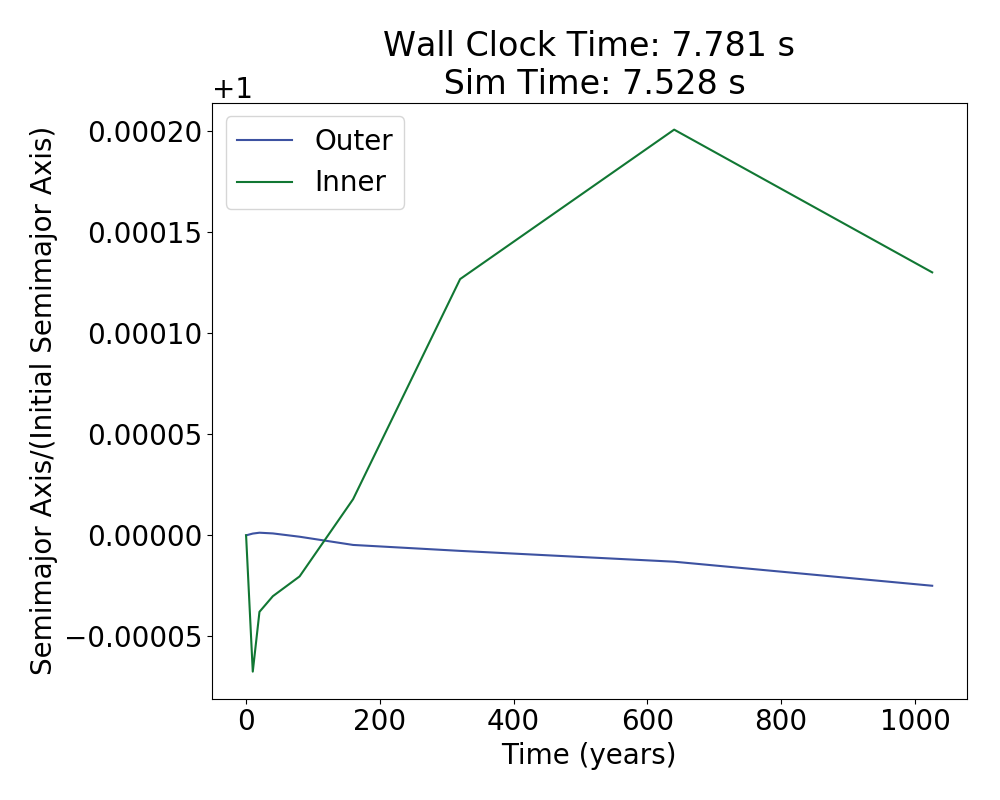 Wall Clock Time: 7.781 s
Sim Time: 7.528 s
+1
Outer
Inner
0.00020
0.00015
0.00010
0.00005
0.00000
−0.00005
Semimajor Axis/(Initial Semimajor Axis)
0 200 400 600 800 1000
Time (years)